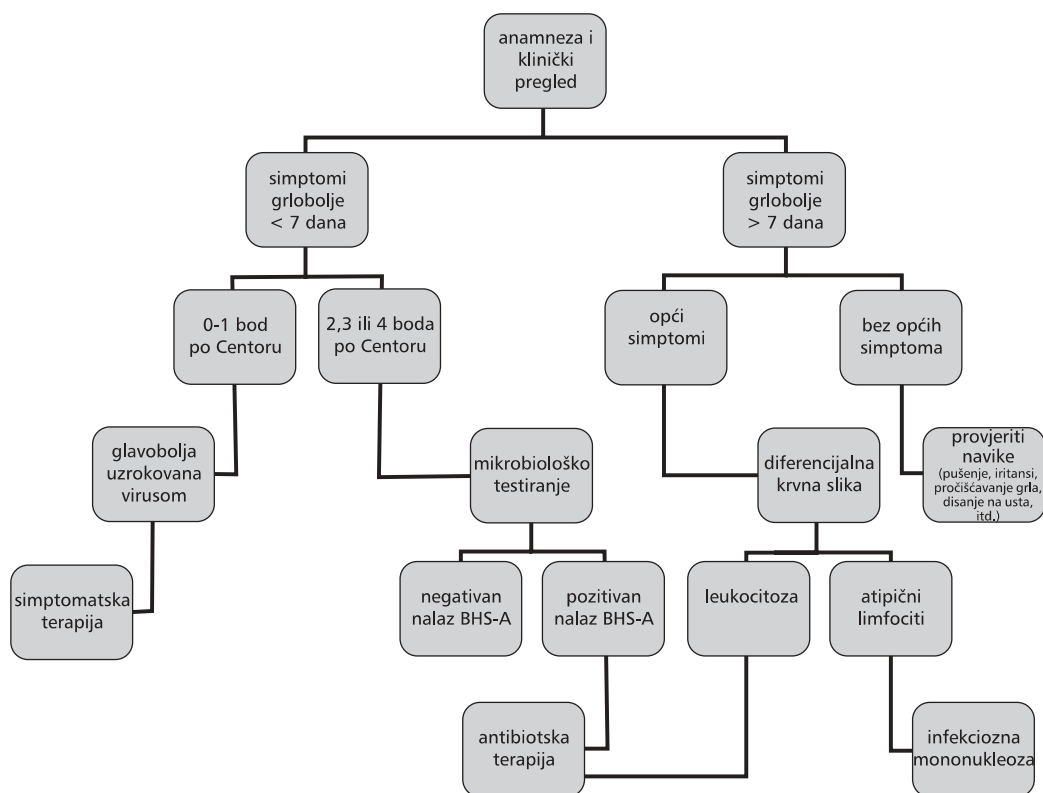 anamneza i
klinički
pregled
simptomi
grlobolje
< 7 dana
simptomi
grlobolje
> 7 dana
0-1 bod
po Centoru
2,3 ili 4 boda
po Centoru
opći
simptomi
bez općih
simptoma
glavobolja
uzrokovana
virusom
mikrobiološko
testiranje
diferencijalna
krvna slika
provjeriti
navike
(pušenje, iritansi,
pročišćavanje grla,
disanje na usta,
itd.)
simptomatska
terapija
negativan
nalaz BHS-A
pozitivan
nalaz BHS-A
leukocitoza
atipični
limfociti
antibiotska
terapija
infekciozna
mononukleoza